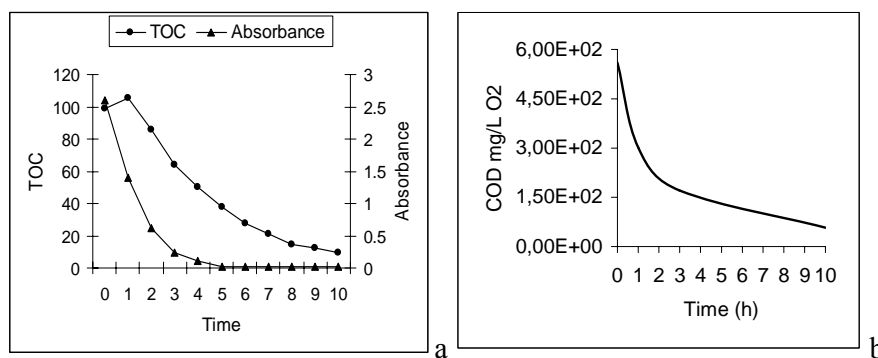 TOC Absorbance
120
100
80
60
40
20
0
TOC
3
2.5
2
1.5
1
0.5
0
Absorbance
0 1 2 3 4 5 6 7 8 9 10
Time
a
6,00E+02
4,50E+02
3,00E+02
1,50E+02
0,00E+00
COD mg/L O2
0 1 2 3 4 5 6 7 8 9 10
Time (h)
b